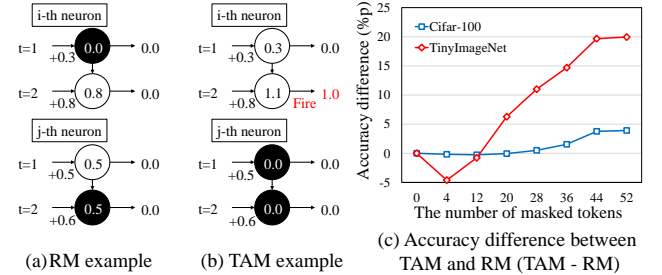 i-th neuron
t=1
+0.3
0.0
0.0
t=2
+0.8
0.8
0.0
j-th neuron
t=1
+0.5
0.5
0.0
t=2
+0.6
0.5
0.0
(a) RM example
i-th neuron
t=1
+0.3
0.3
0.0
t=2
+0.8
1.1
Fire 1.0
j-th neuron
t=1
+0.5
0.0
0.0
t=2
+0.6
0.0
0.0
(b) TAM example
Accuracy difference (%p)
25
20
15
10
5
0
-5
Cifar-100
TinyImageNet
0 4 12 20 28 36 44 52
The number of masked tokens
(c) Accuracy difference between
TAM and RM (TAM - RM)